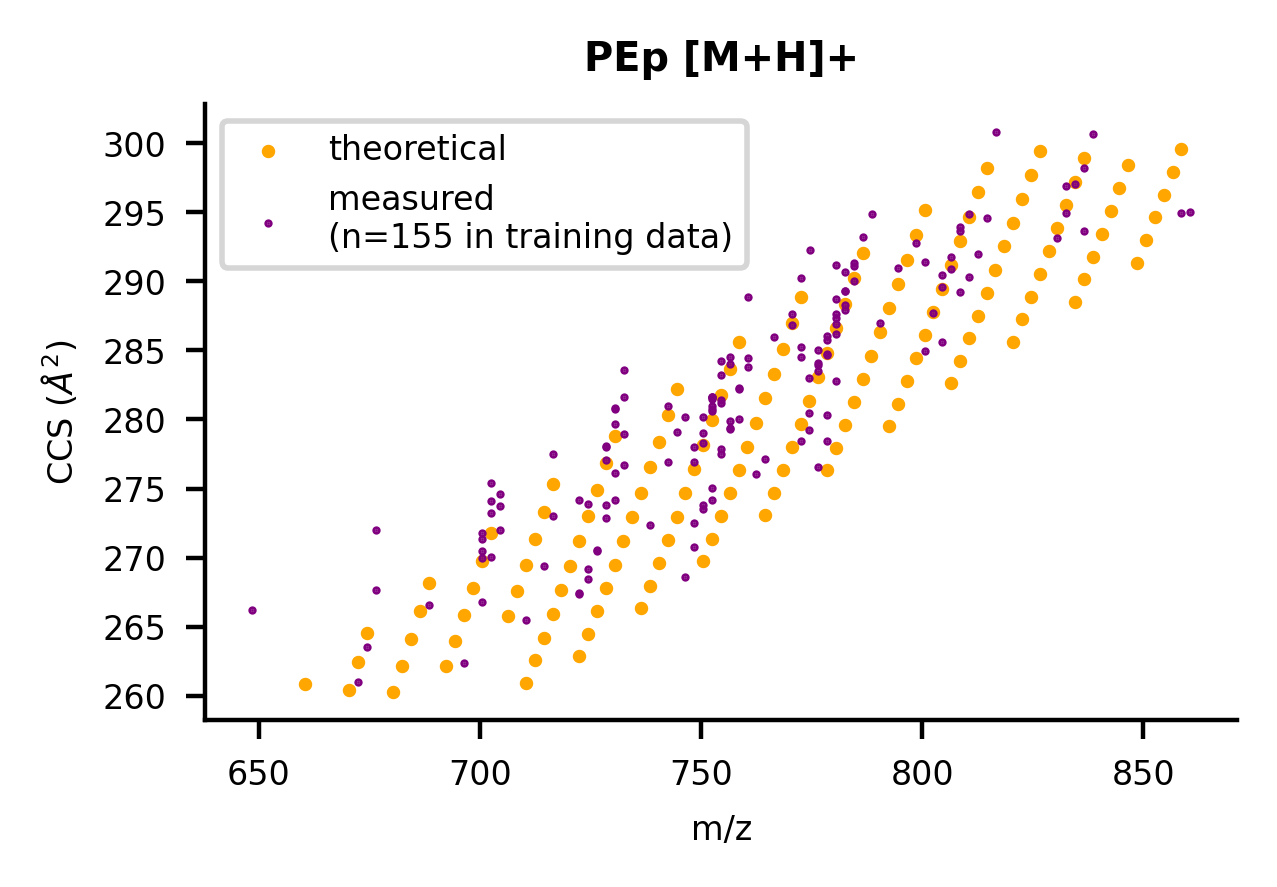 PEp [M+H]+
theoretical
measured
(n=155 in training data)
300
295
290
285
280
275
270
265
260
CCS (Å²)
650 700 750 800 850
m/z